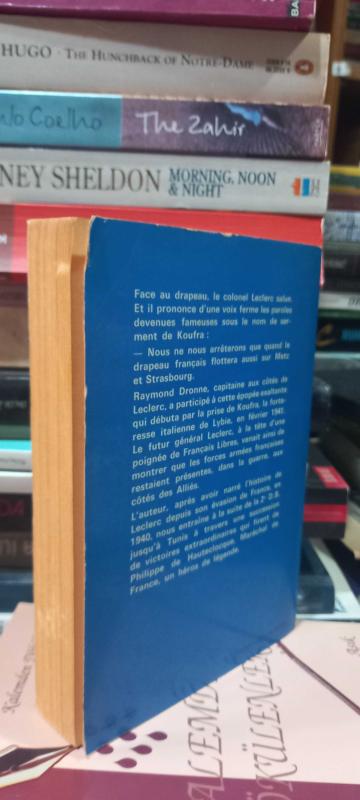 BA
HUGO · THE HUNCHBACK OF NOTRE-DAME
lo Coelho The Zahir
NEY SHELDON MORNING, NOON
& NIGHT
Face au drapeau, le colonel Leclerc salue.
Et il prononce d'une voix ferme les paroles
devenues fameuses sous le nom de ser-
ment de Koufra :
— Nous ne nous arrêterons que quand le
drapeau français flottera aussi sur Metz
et Strasbourg.
Raymond Dronne, capitaine aux côtés de
Leclerc, a participé à cette épopée exaltante
qui débuta par la prise de Koufra, la forte-
resse italienne de Lybie, en février 1941.
Le futur général Leclerc, à la tête d'une
poignée de Français Libres, venait ainsi de
montrer que les forces armées françaises
restaient présentes, dans la guerre, aux
côtés des Alliés.
L'auteur, après avoir narré l'histoire de
Leclerc depuis son évasion de France en
1940, nous entraîne à la suite de la 2e D.B.
jusqu'à Tunis à travers une succession
de victoires extraordinaires qui firent de
Philippe de Hauteclocque, Maréchal de
France, un héros de légende.